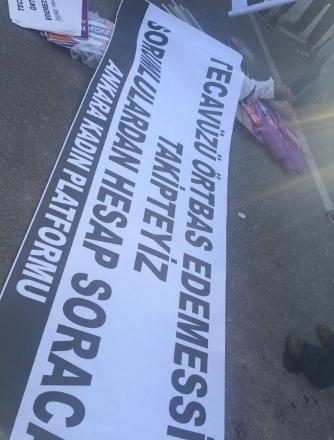 TECAVÜZÜ ÖRTBAS EDEMESSİ
TAKİPTEYİZ
SORUMLULARDAN HESAP SORAC
ANKARA KADIN PLATFORMU